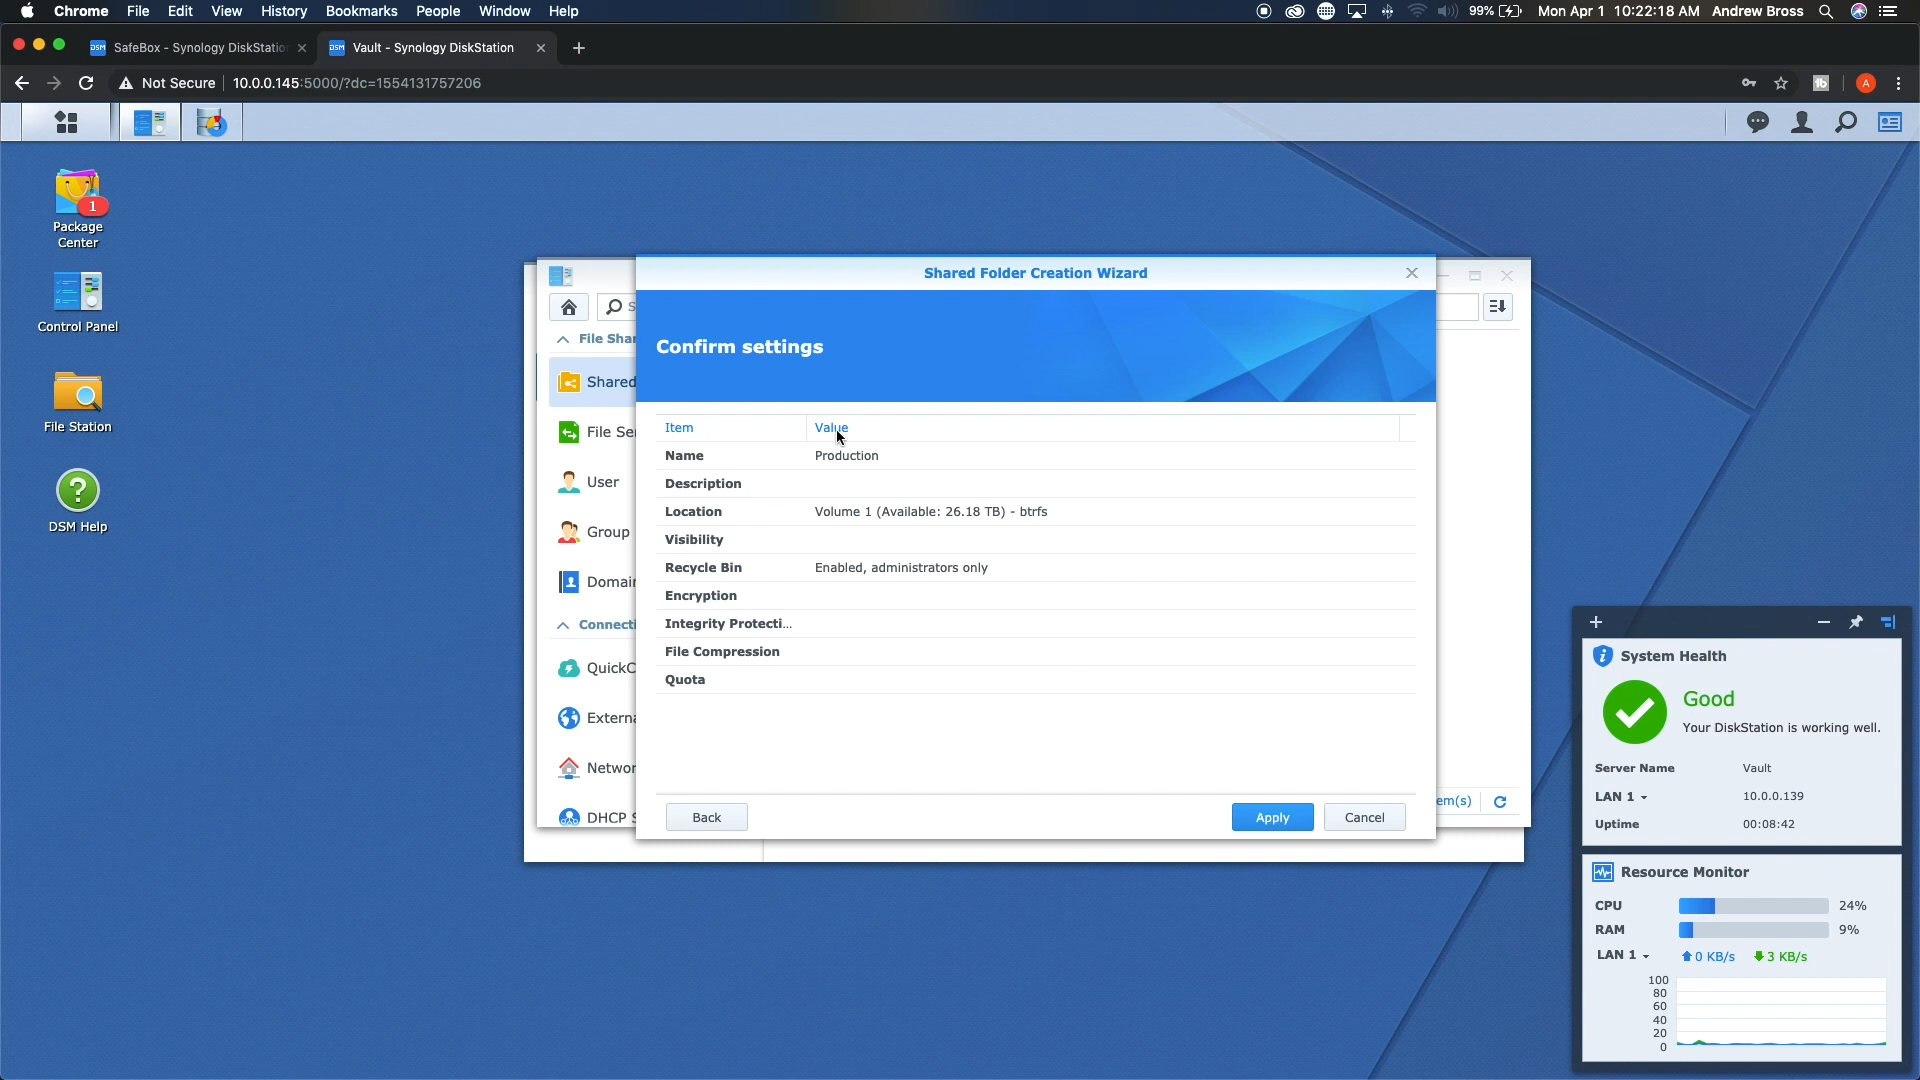 Chrome File Edit View History Bookmarks People Window Help 99% Mon Apr 1 10:22:18 AM Andrew Bross
DSM SafeBox - Synology DiskStatio DSM Vault - Synology DiskStation
Not Secure 10.0.0.145:5000/?dc=1554131757206 tb A
1
Package
Center
Control Panel
File Station
?
DSM Help
Shared Folder Creation Wizard
S
File Shar
Confirm settings
Shared
Item Value
File Ser
Name Production
Description
User
Location Volume 1 (Available: 26.18 TB) - btrfs
Group
Visibility
Recycle Bin Enabled, administrators only
Domain
Encryption
Connecti
Integrity Protecti...
File Compression
QuickC
Quota
Externa
Networ
DHCP S
em(s)
Back Apply Cancel
System Health
Good
Your DiskStation is working well.
Server Name Vault
LAN 1 10.0.0.139
Uptime 00:08:42
Resource Monitor
CPU 24%
RAM 9%
LAN 1 0 KB/s 3 KB/s
100
80
60
40
20
0